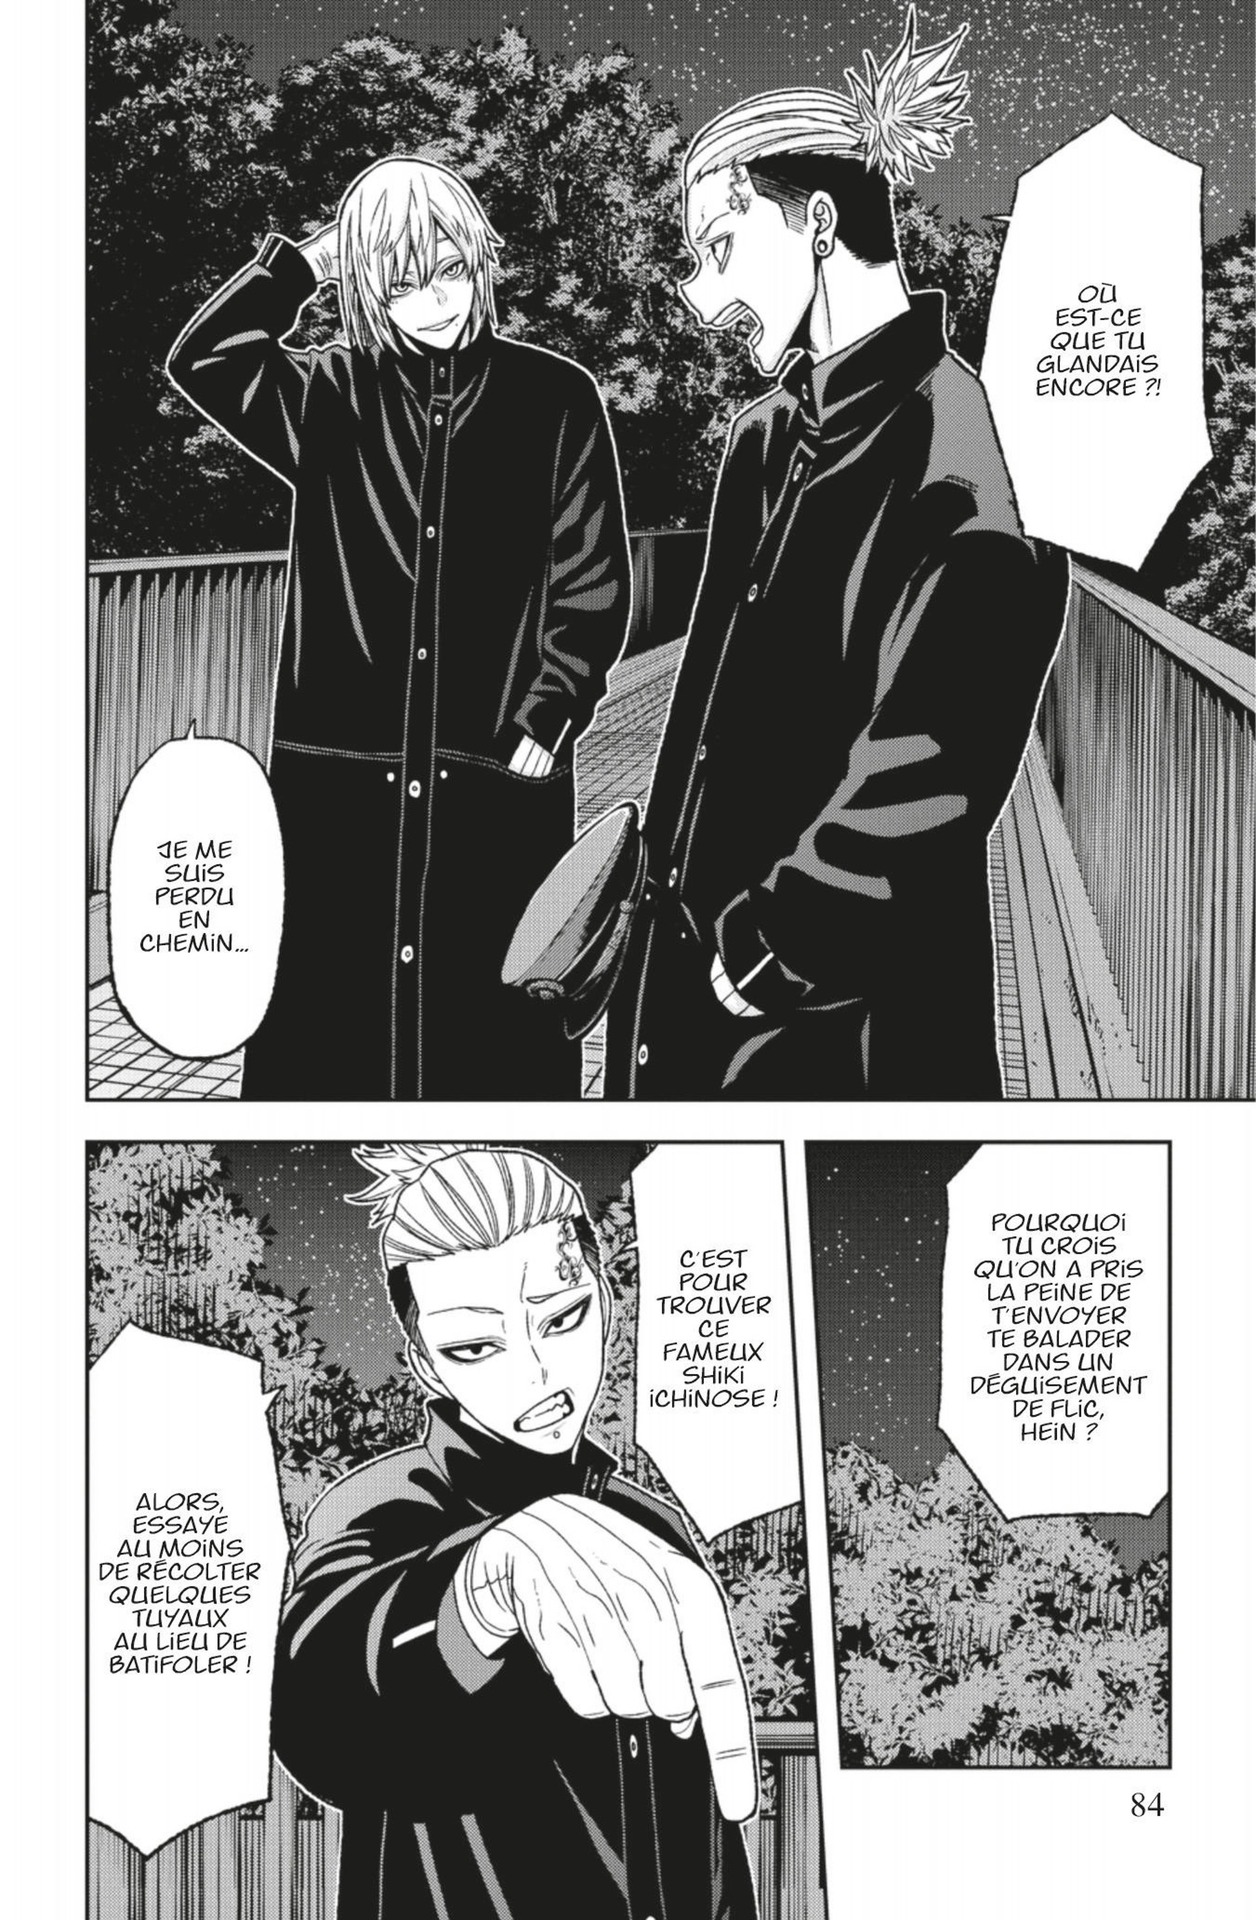 OÙ
EST-CE
QUE TU
GLANDAIS
ENCORE ?!
JE ME
SUIS
PERDU
EN
CHEMIN...
POURQUOI
TU CROIS
QU'ON A PRIS
LA PEINE DE
T'ENVOYER
TE BALADER
DANS UN
DÉGUISEMENT
DE FLIC,
HEIN ?
C'EST
POUR
TROUVER
CE
FAMEUX
SHIKI
ICHINOSE !
ALORS,
ESSAYE
AU MOINS
DE RÉCOLTER
QUELQUES
TUYAUX
AU LIEU DE
BATIFOLER !
84